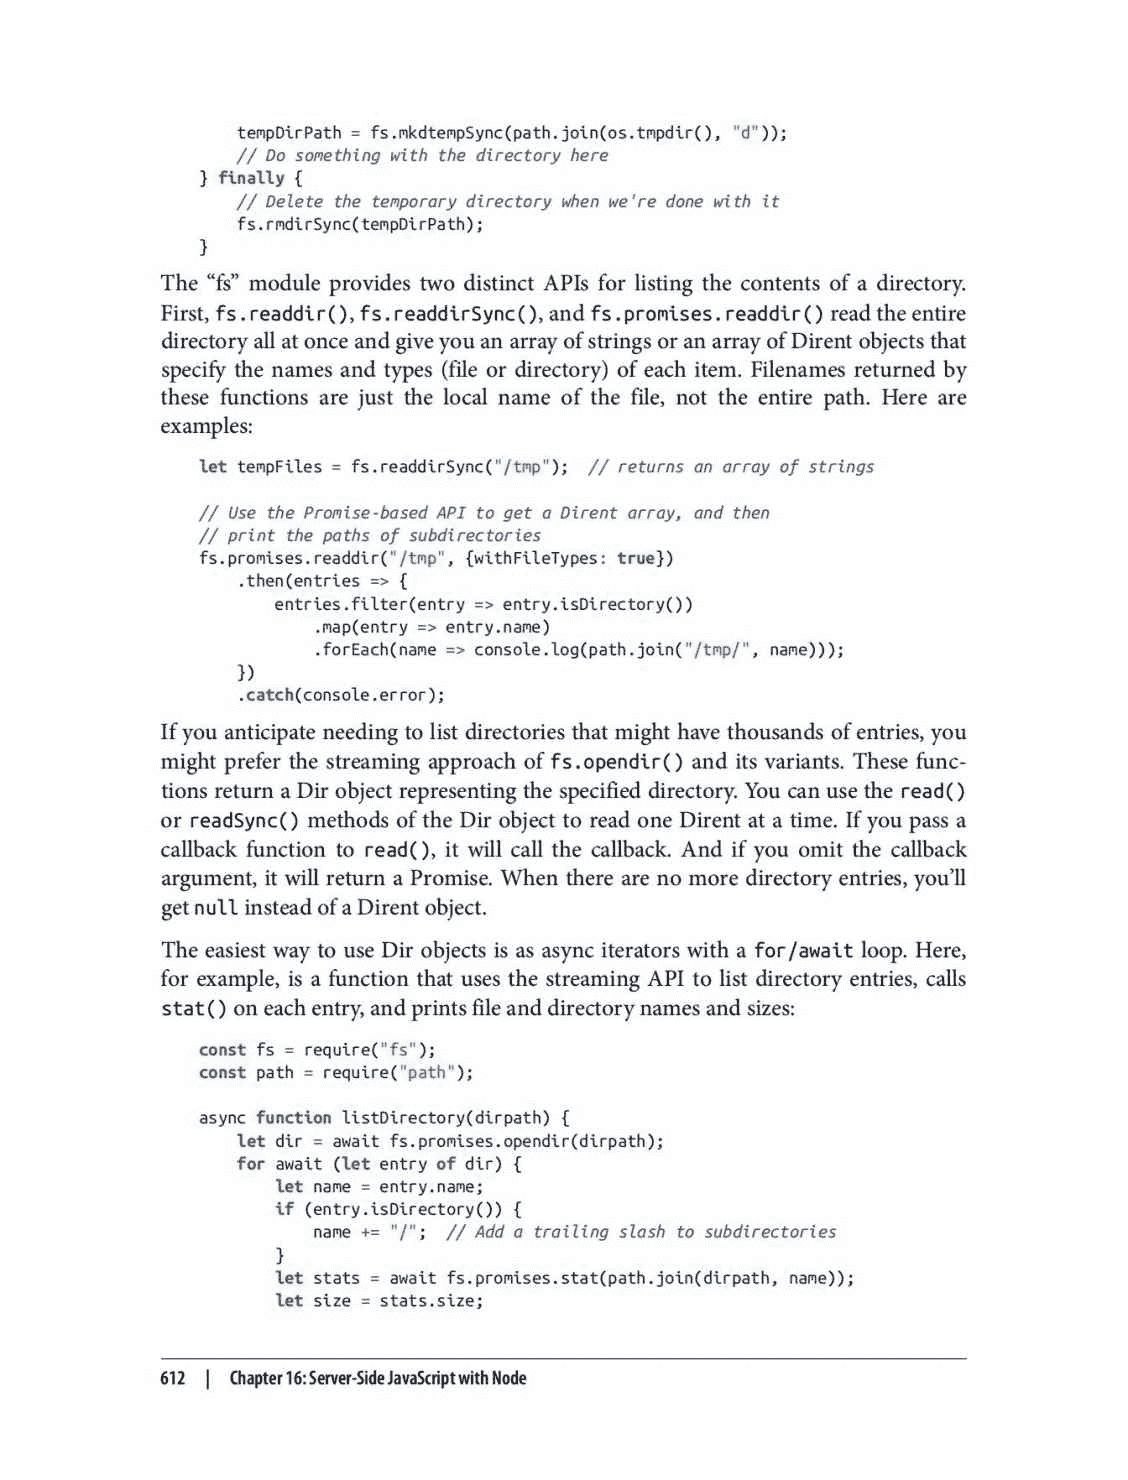 tempDirPath = fs.mkdtempSync(path.join(os.tmpdir(), "d"));
// Do something with the directory here
} finally {
// Delete the temporary directory when we're done with it
fs.rmdirSync(tempDirPath);
}
The “fs” module provides two distinct APIs for listing the contents of a directory.
First, fs.readdir(), fs.readdirSync(), and fs.promises.readdir() read the entire
directory all at once and give you an array of strings or an array of Dirent objects that
specify the names and types (file or directory) of each item. Filenames returned by
these functions are just the local name of the file, not the entire path. Here are
examples:
let tempFiles = fs.readdirSync("/tmp");  // returns an array of strings
// Use the Promise-based API to get a Dirent array, and then
// print the paths of subdirectories
fs.promises.readdir("/tmp", {withFileTypes: true})
.then(entries => {
entries.filter(entry => entry.isDirectory())
.map(entry => entry.name)
.forEach(name => console.log(path.join("/tmp/", name)));
})
.catch(console.error);
If you anticipate needing to list directories that might have thousands of entries, you
might prefer the streaming approach of fs.opendir() and its variants. These func-
tions return a Dir object representing the specified directory. You can use the read()
or readSync() methods of the Dir object to read one Dirent at a time. If you pass a
callback function to read(), it will call the callback. And if you omit the callback
argument, it will return a Promise. When there are no more directory entries, you’ll
get null instead of a Dirent object.
The easiest way to use Dir objects is as async iterators with a for/await loop. Here,
for example, is a function that uses the streaming API to list directory entries, calls
stat() on each entry, and prints file and directory names and sizes:
const fs = require("fs");
const path = require("path");
async function listDirectory(dirpath) {
let dir = await fs.promises.opendir(dirpath);
for await (let entry of dir) {
let name = entry.name;
if (entry.isDirectory()) {
name += "/";  // Add a trailing slash to subdirectories
}
let stats = await fs.promises.stat(path.join(dirpath, name));
let size = stats.size;
612 | Chapter 16: Server-Side JavaScript with Node